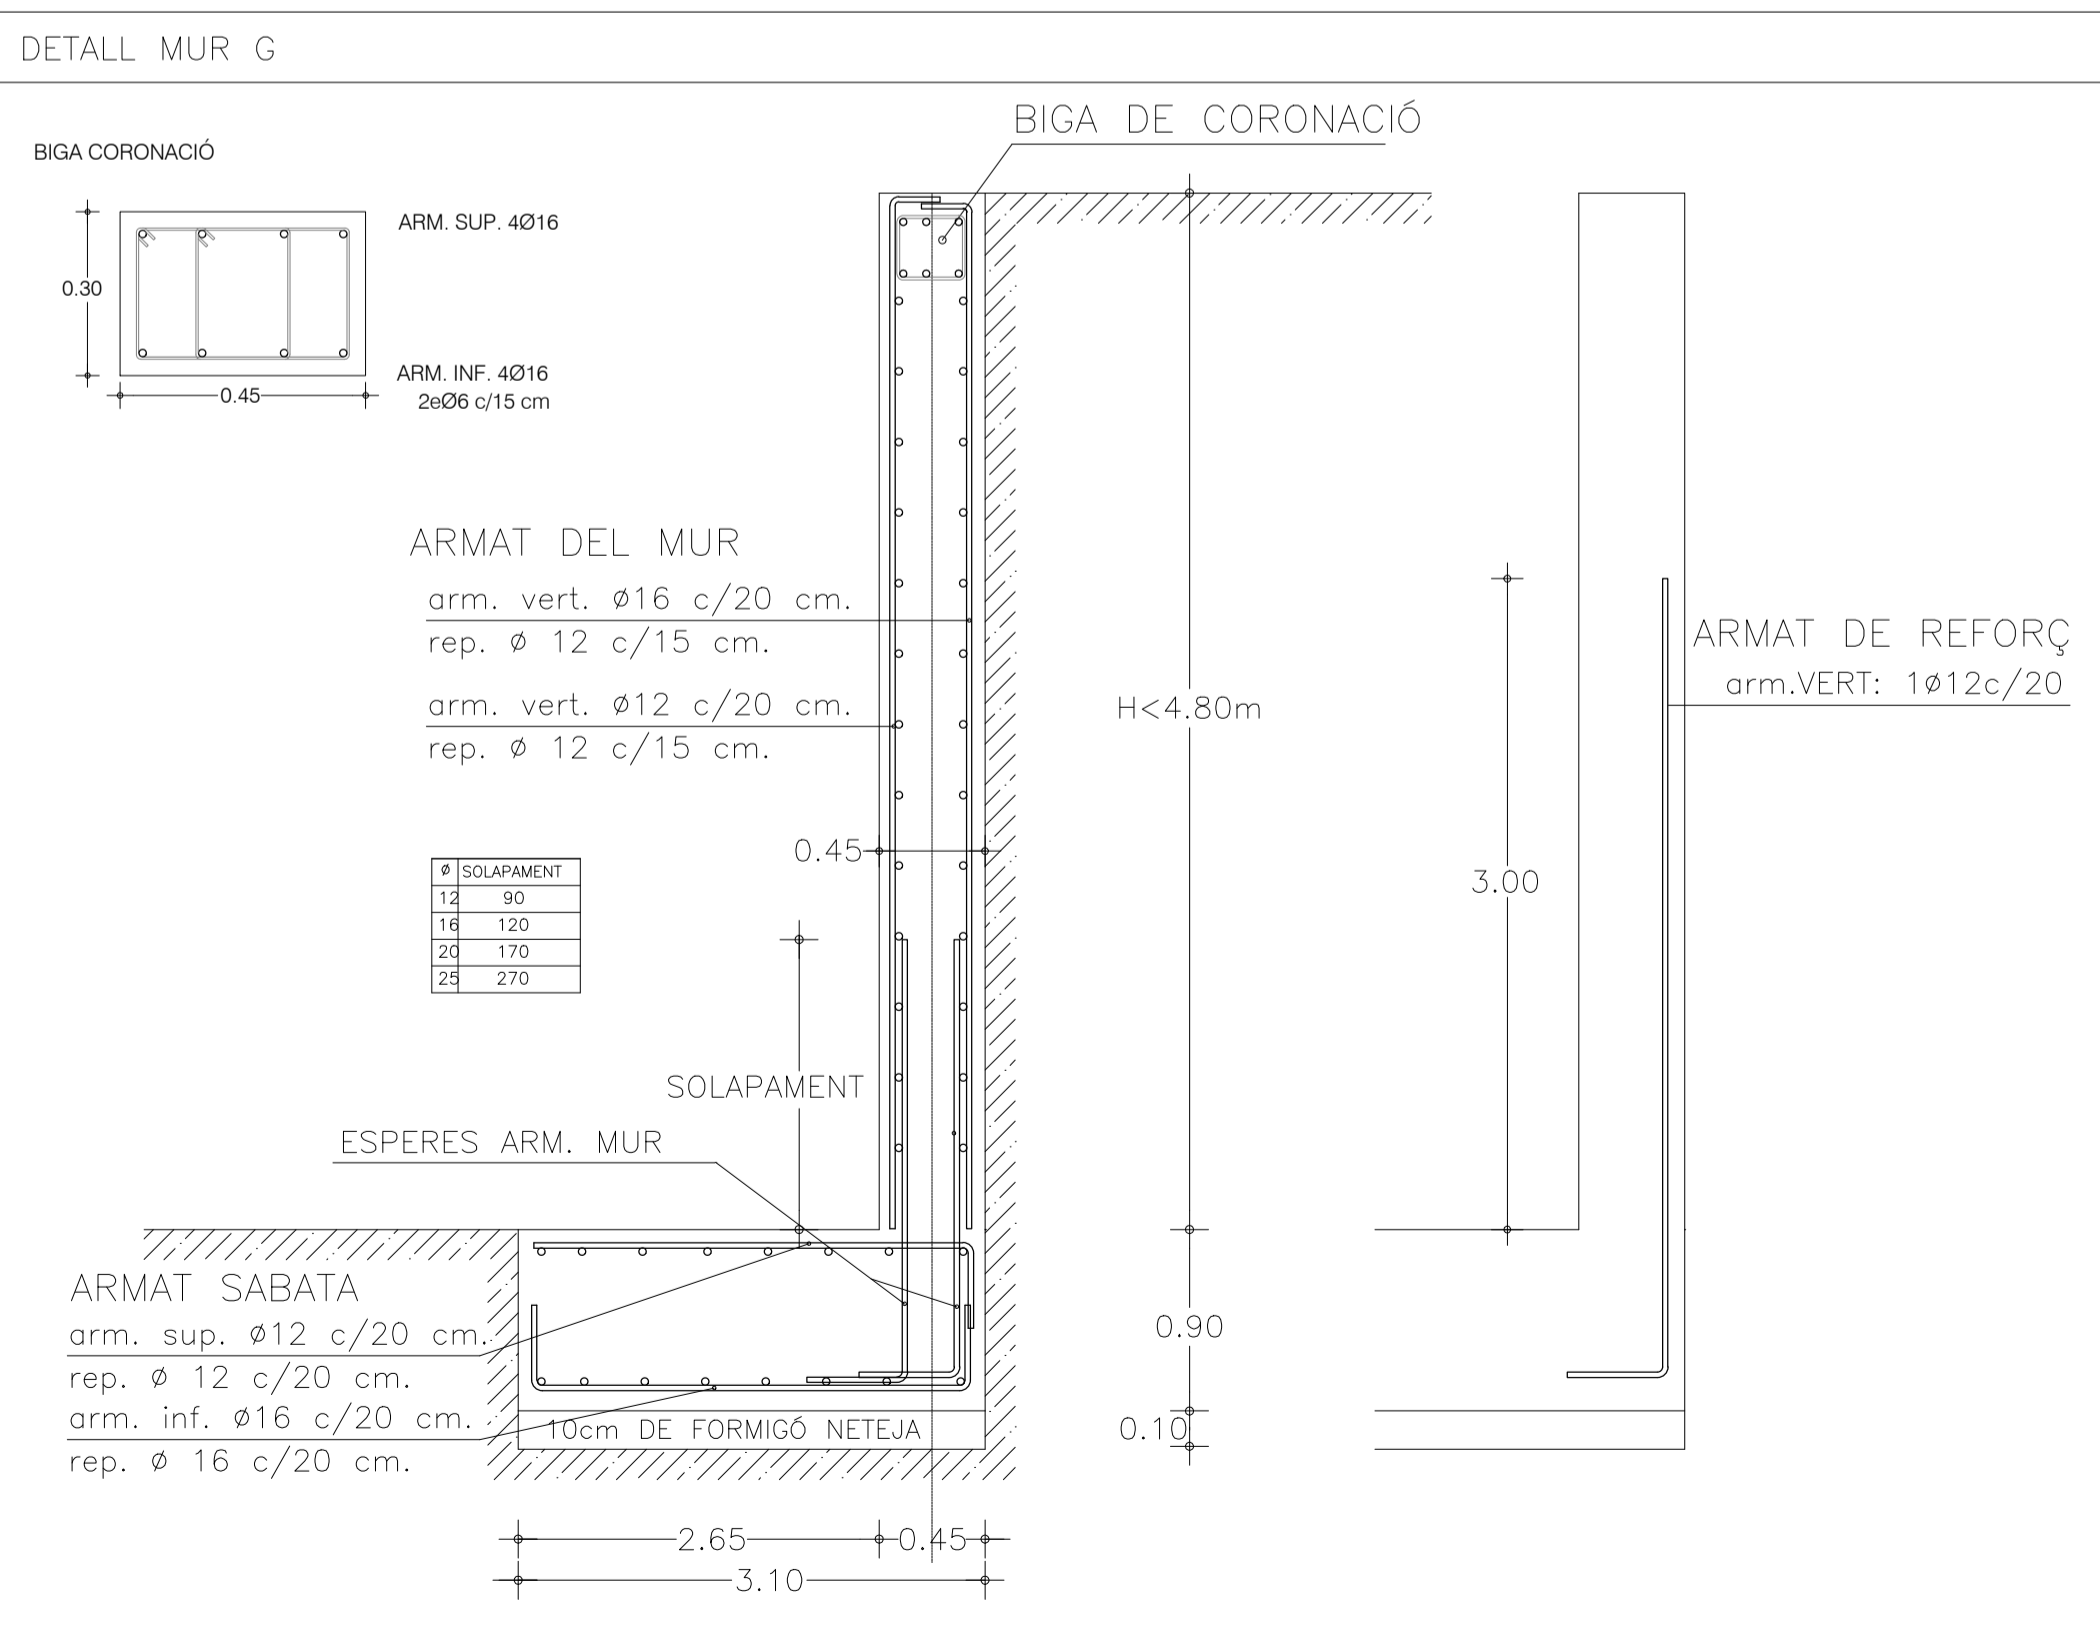 DETALL MUR G
BIGA DE CORONACIÓ
BIGA CORONACIÓ
ARM. SUP. 4Ø16
0.30
ARM. INF. 4Ø16
0.45
2eØ6 c/15 cm
ARMAT DEL MUR
arm. vert. Ø16 c/20 cm.
rep. Ø 12 c/15 cm.
arm. vert. Ø12 c/20 cm.
rep. Ø 12 c/15 cm.
H<4.80m
ARMAT DE REFORÇ
arm.VERT: 1Ø12c/20
0.45
3.00
Ø SOLAPAMENT
12 90
16 120
20 170
25 270
SOLAPAMENT
ESPERES ARM. MUR
ARMAT SABATA
arm. sup. Ø12 c/20 cm.
rep. Ø 12 c/20 cm.
arm. inf. Ø16 c/20 cm.
rep. Ø 16 c/20 cm.
10cm DE FORMIGÓ NETEJA
0.90
0.10
2.65
0.45
3.10